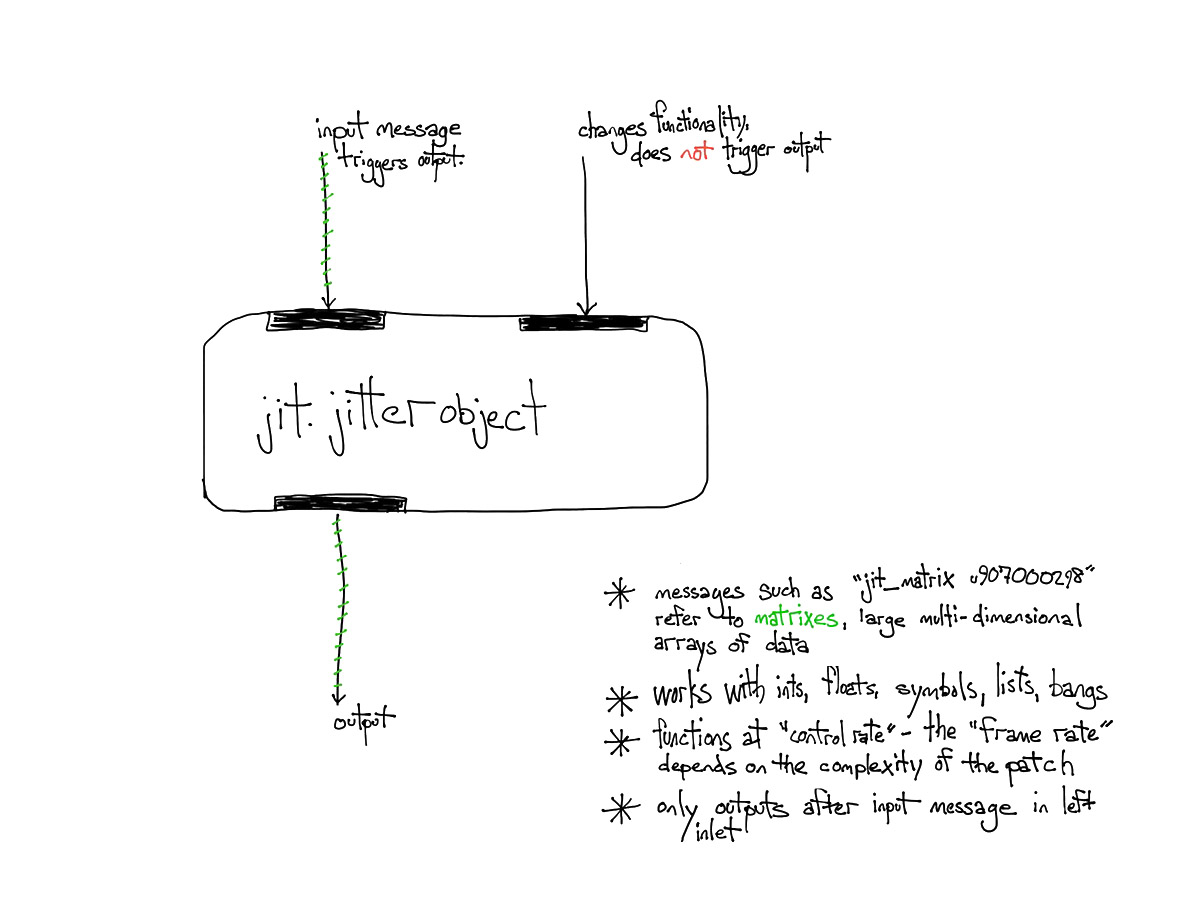 input message
triggers output.
changes functionality,
does not trigger output
jit. jitter object
output
* messages such as "jit_matrix u907000298"
refer to matrixes, large multi-dimensional
arrays of data
* works with ints, floats, symbols, lists, bangs
* functions at "control rate" - the "frame rate"
depends on the complexity of the patch
* only outputs after input message in left
inlet